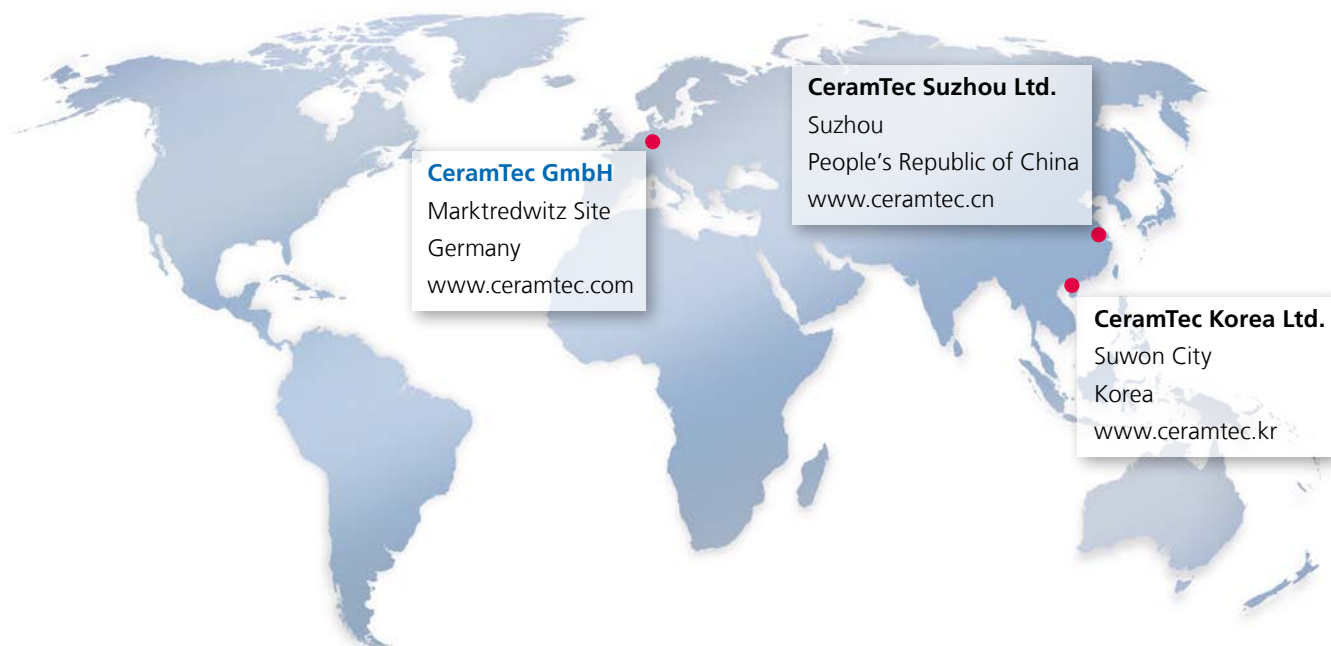 CeramTec GmbH
Marktredwitz Site
Germany
www.ceramtec.com
CeramTec Suzhou Ltd.
Suzhou
People's Republic of China
www.ceramtec.cn
CeramTec Korea Ltd.
Suwon City
Korea
www.ceramtec.kr